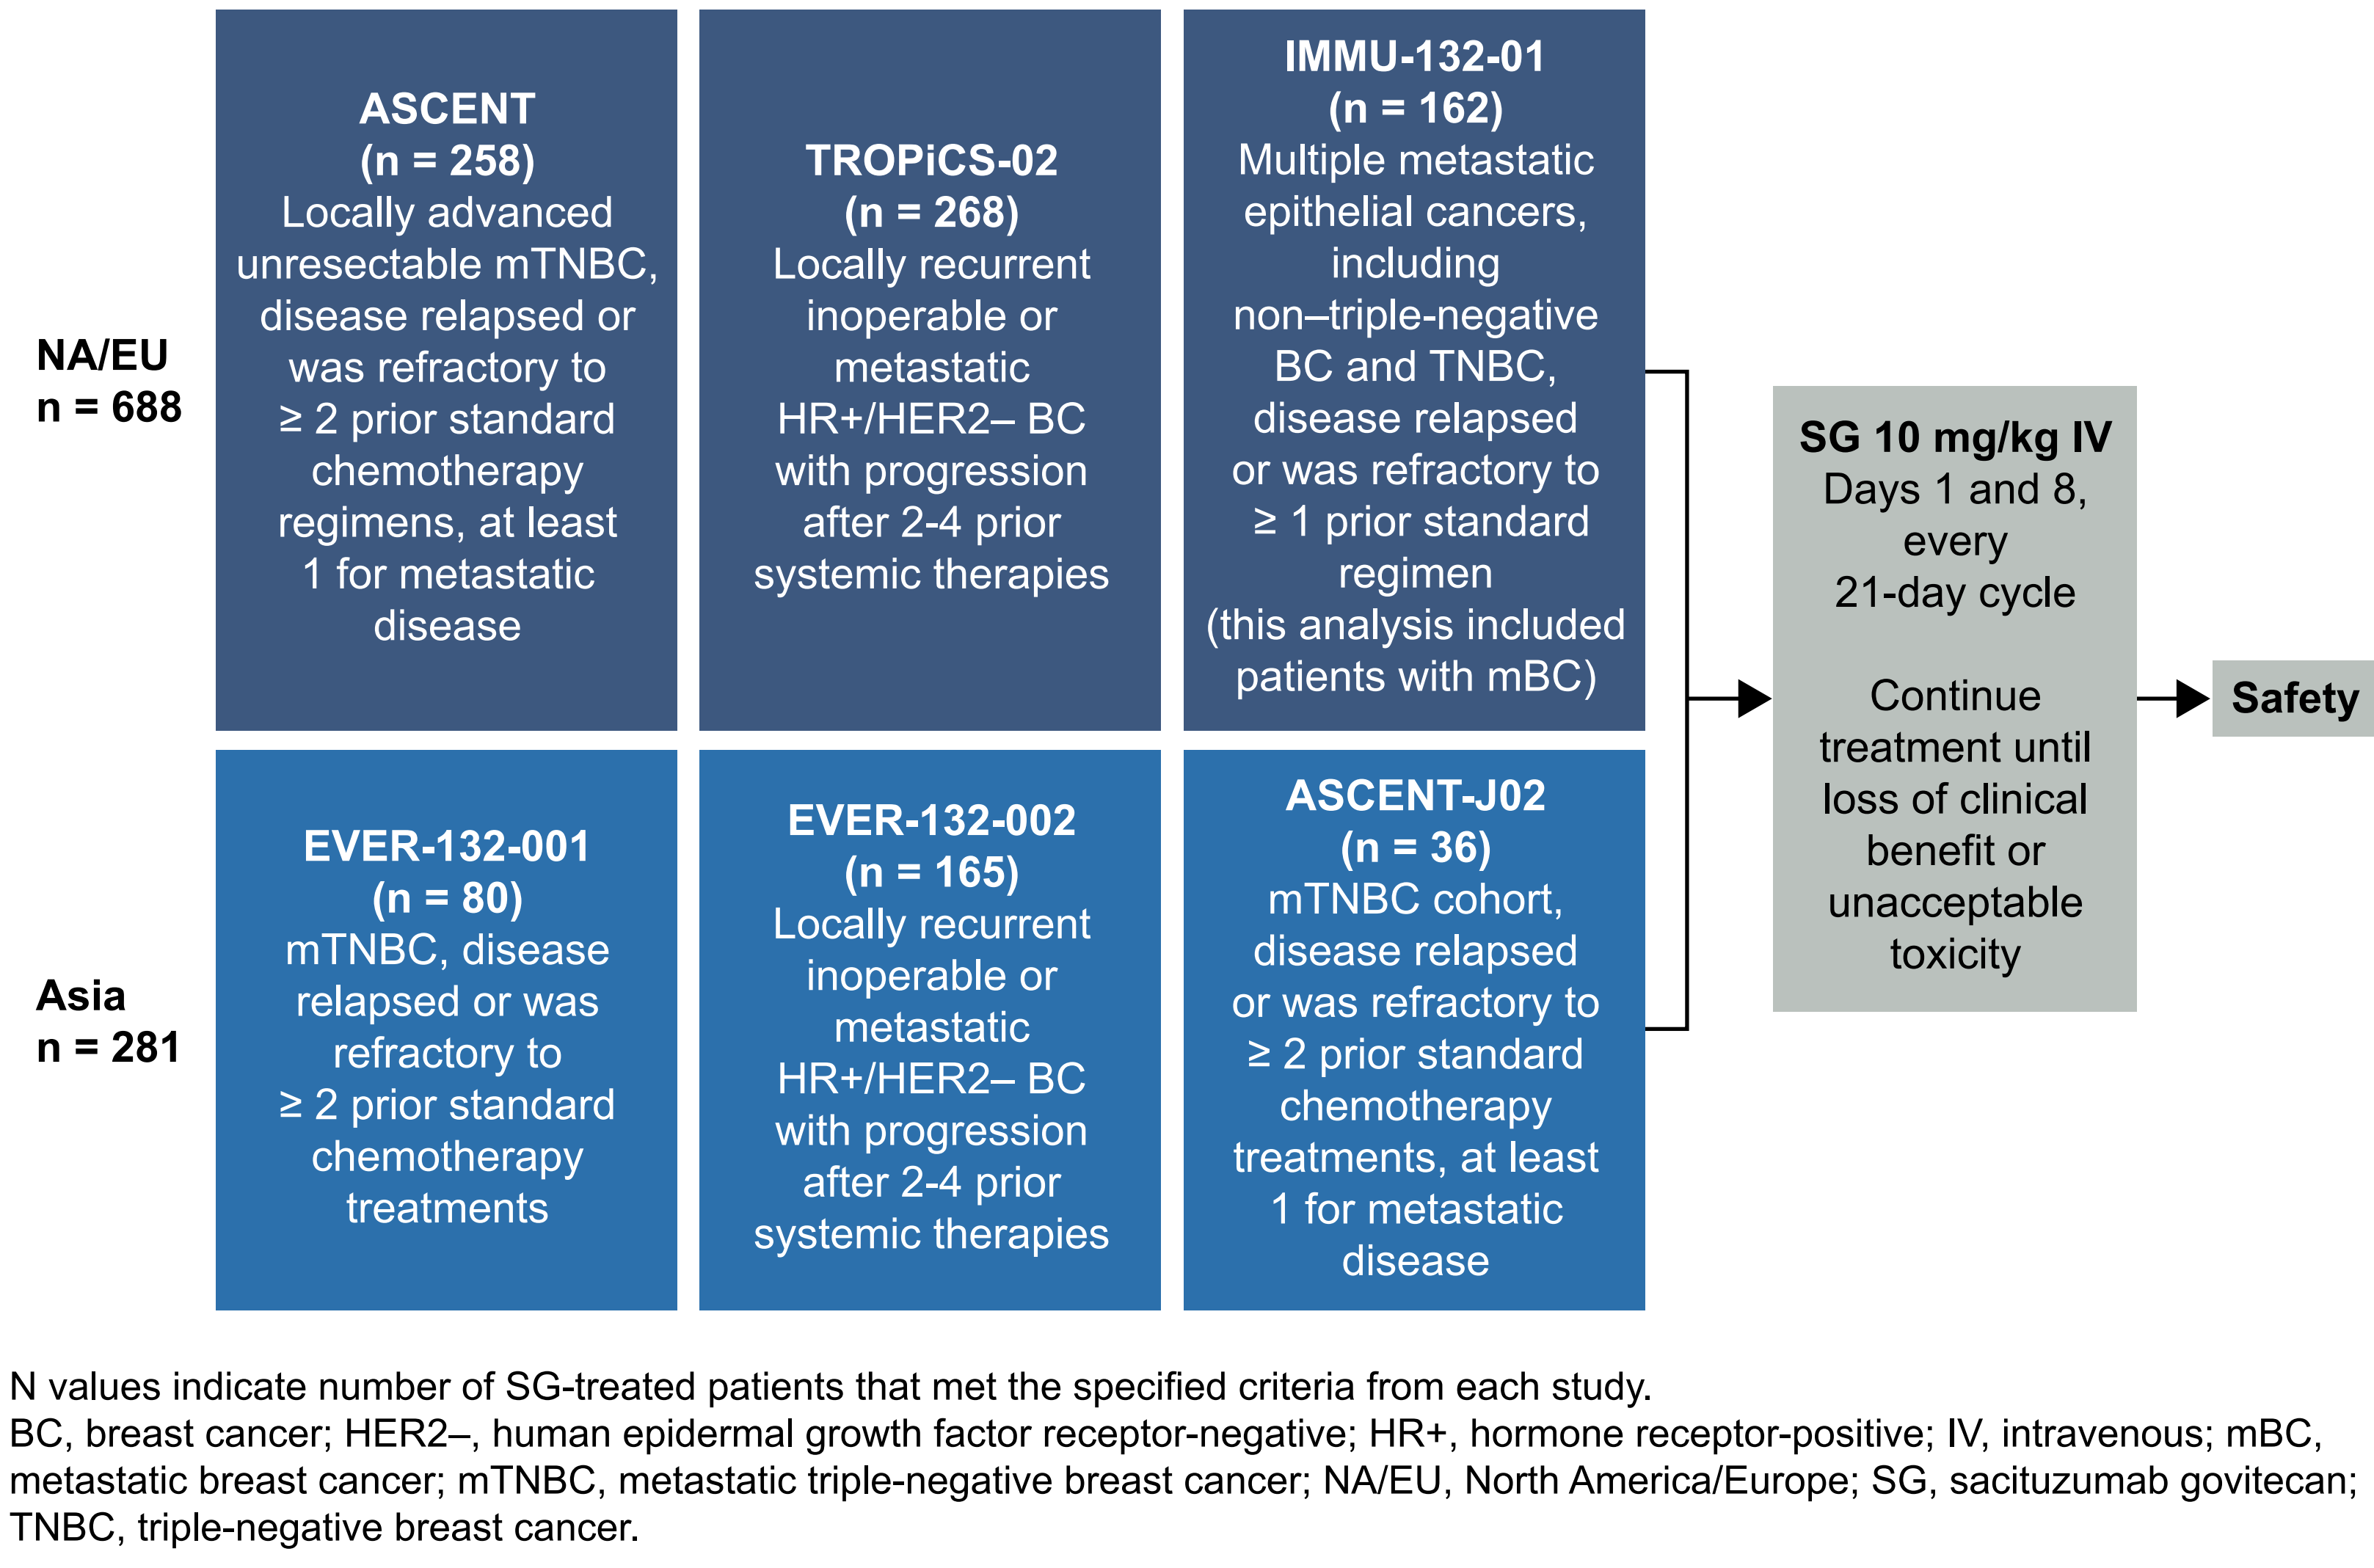 NA/EU
n = 688
ASCENT
(n = 258)
Locally advanced
unresectable mTNBC,
disease relapsed or
was refractory to
≥ 2 prior standard
chemotherapy
regimens, at least
1 for metastatic
disease
TROPiCS-02
(n = 268)
Locally recurrent
inoperable or
metastatic
HR+/HER2– BC
with progression
after 2-4 prior
systemic therapies
IMMU-132-01
(n = 162)
Multiple metastatic
epithelial cancers,
including
non–triple-negative
BC and TNBC,
disease relapsed
or was refractory to
≥ 1 prior standard
regimen
(this analysis included
patients with mBC)
Asia
n = 281
EVER-132-001
(n = 80)
mTNBC, disease
relapsed or was
refractory to
≥ 2 prior standard
chemotherapy
treatments
EVER-132-002
(n = 165)
Locally recurrent
inoperable or
metastatic
HR+/HER2– BC
with progression
after 2-4 prior
systemic therapies
ASCENT-J02
(n = 36)
mTNBC cohort,
disease relapsed
or was refractory to
≥ 2 prior standard
chemotherapy
treatments, at least
1 for metastatic
disease
SG 10 mg/kg IV
Days 1 and 8,
every
21-day cycle
Continue
treatment until
loss of clinical
benefit or
unacceptable
toxicity
Safety
N values indicate number of SG-treated patients that met the specified criteria from each study.
BC, breast cancer; HER2–, human epidermal growth factor receptor-negative; HR+, hormone receptor-positive; IV, intravenous; mBC,
metastatic breast cancer; mTNBC, metastatic triple-negative breast cancer; NA/EU, North America/Europe; SG, sacituzumab govitecan;
TNBC, triple-negative breast cancer.